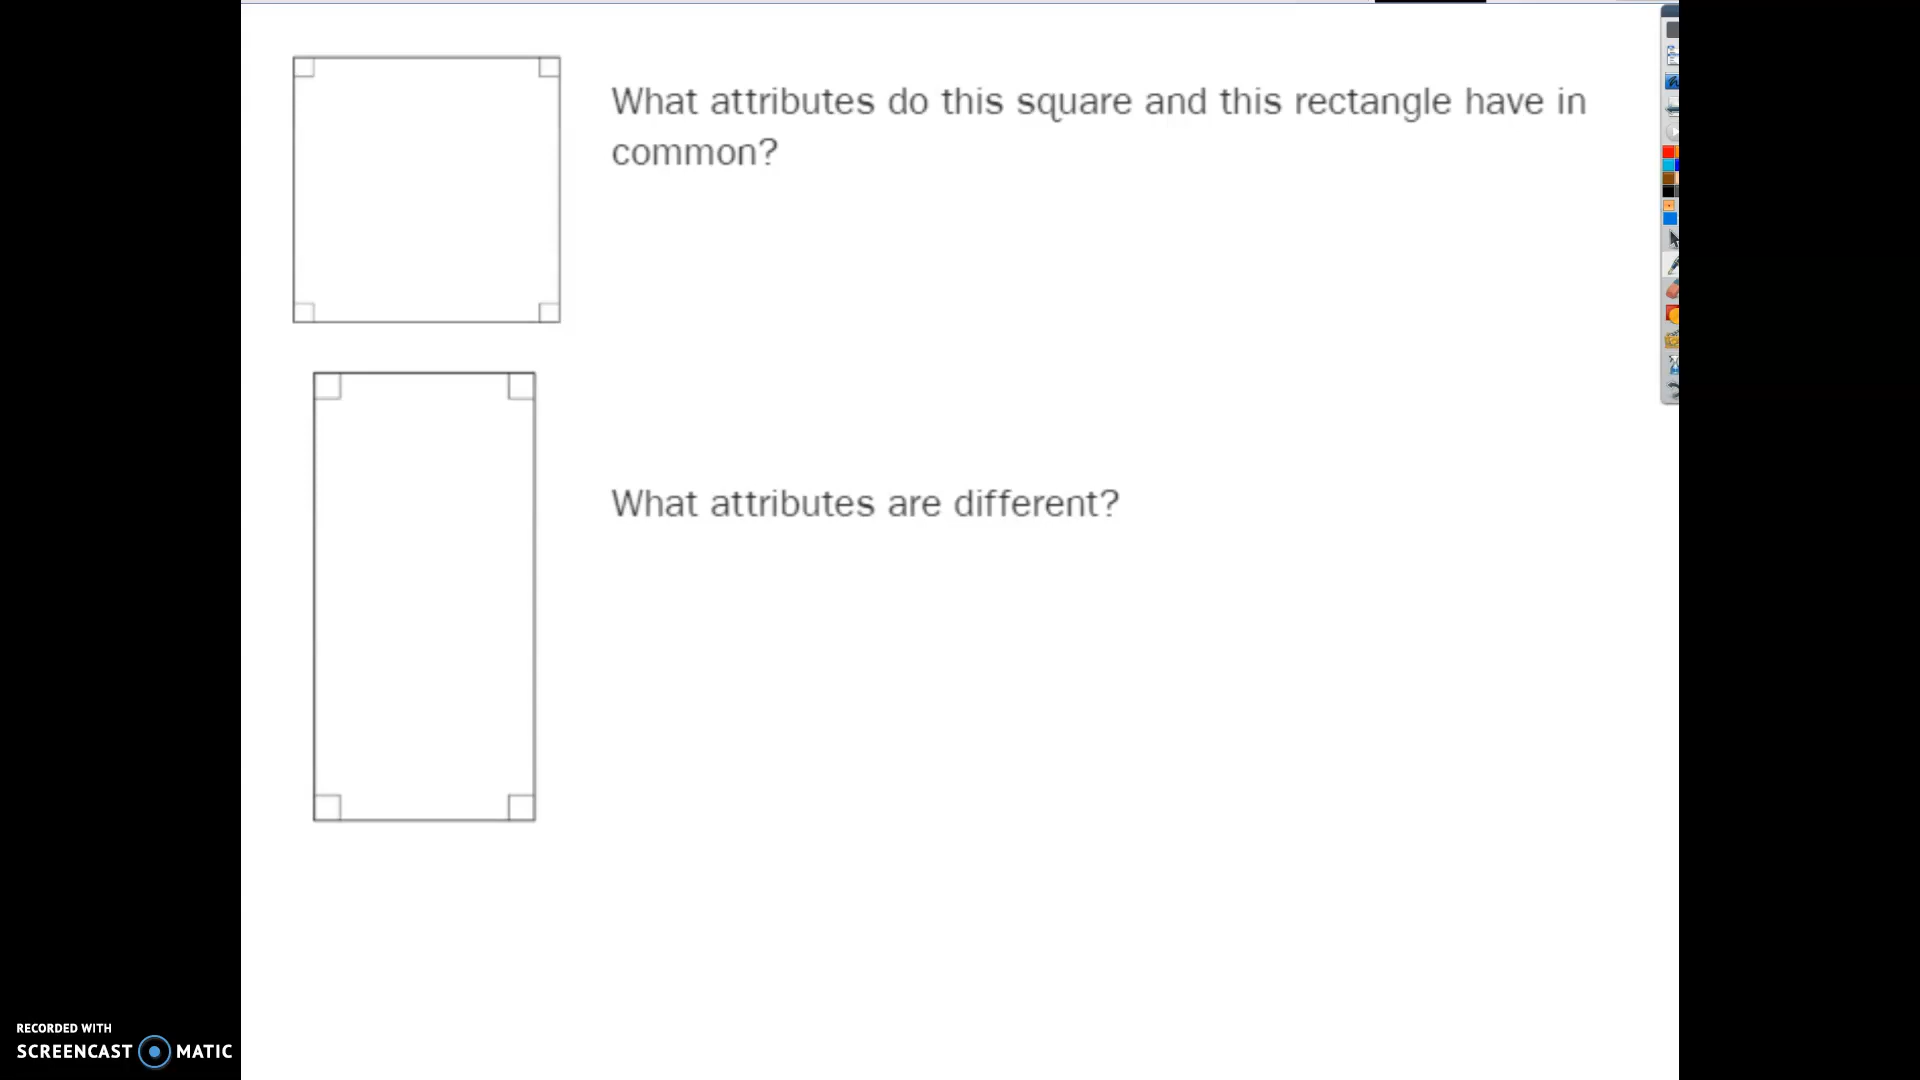 What attributes do this square and this rectangle have in
common?
What attributes are different?
RECORDED WITH
SCREENCAST MATIC